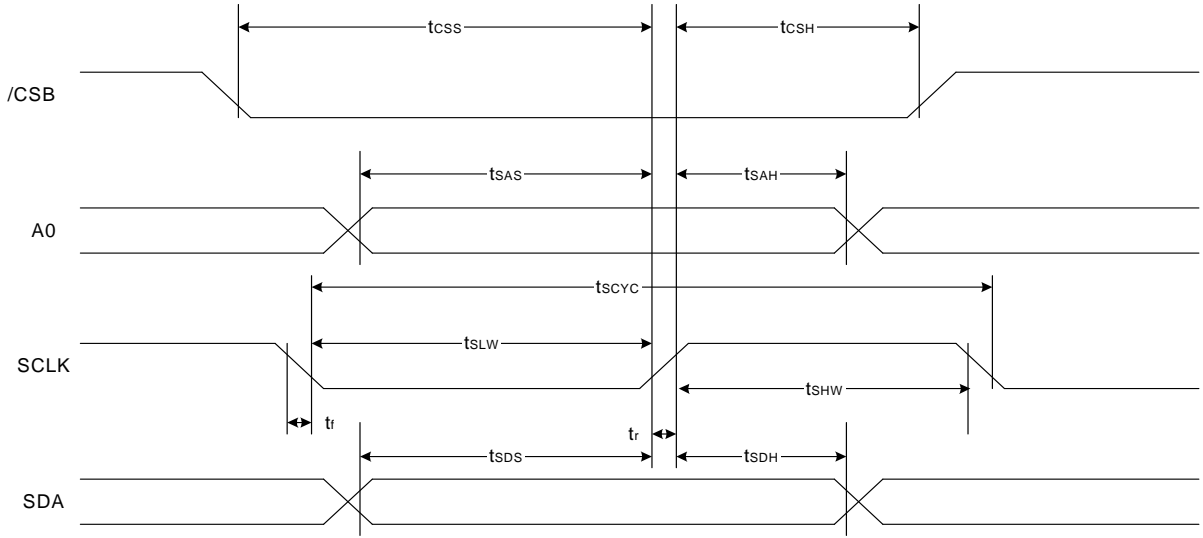 tCSS
tCSH
/CSB
tSAS
tSAH
A0
tSCYC
tSLW
SCLK
tSHW
tf
tr
tSDS
tSDH
SDA